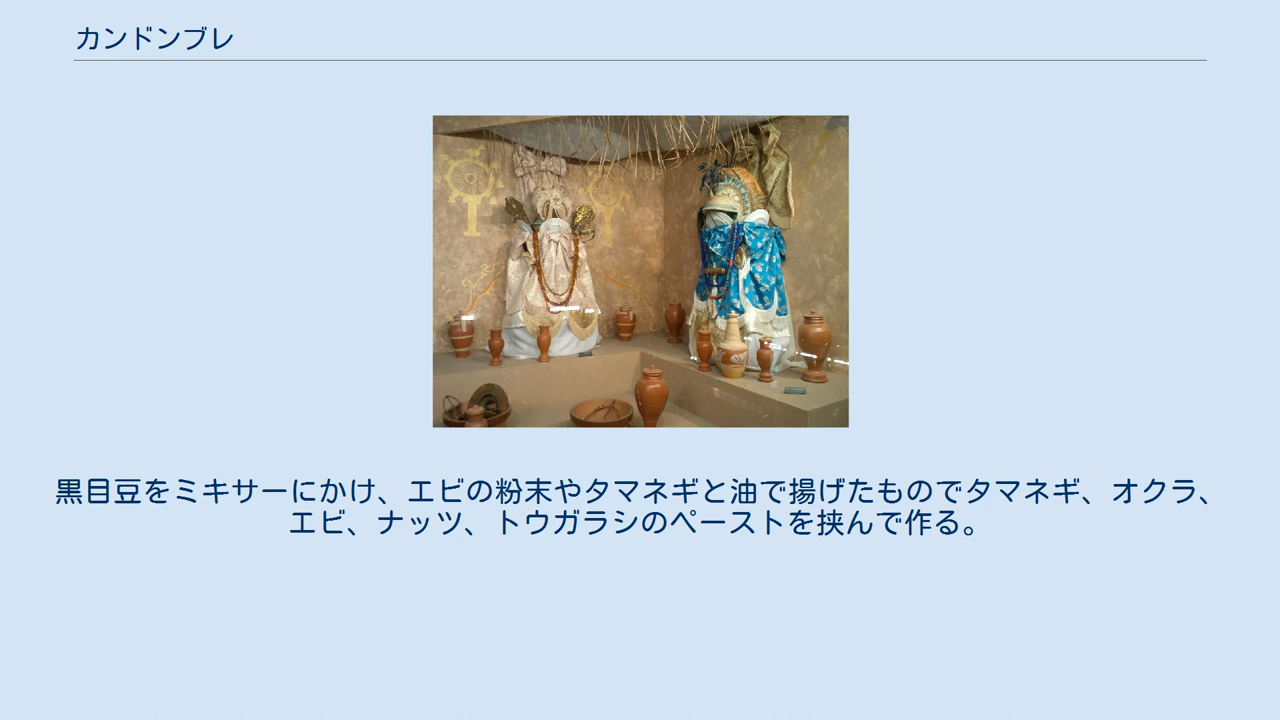 カンドンブレ
黒目豆をミキサーにかけ、エビの粉末やタマネギと油で揚げたものでタマネギ、オクラ、
エビ、ナッツ、トウガラシのペーストを挟んで作る。